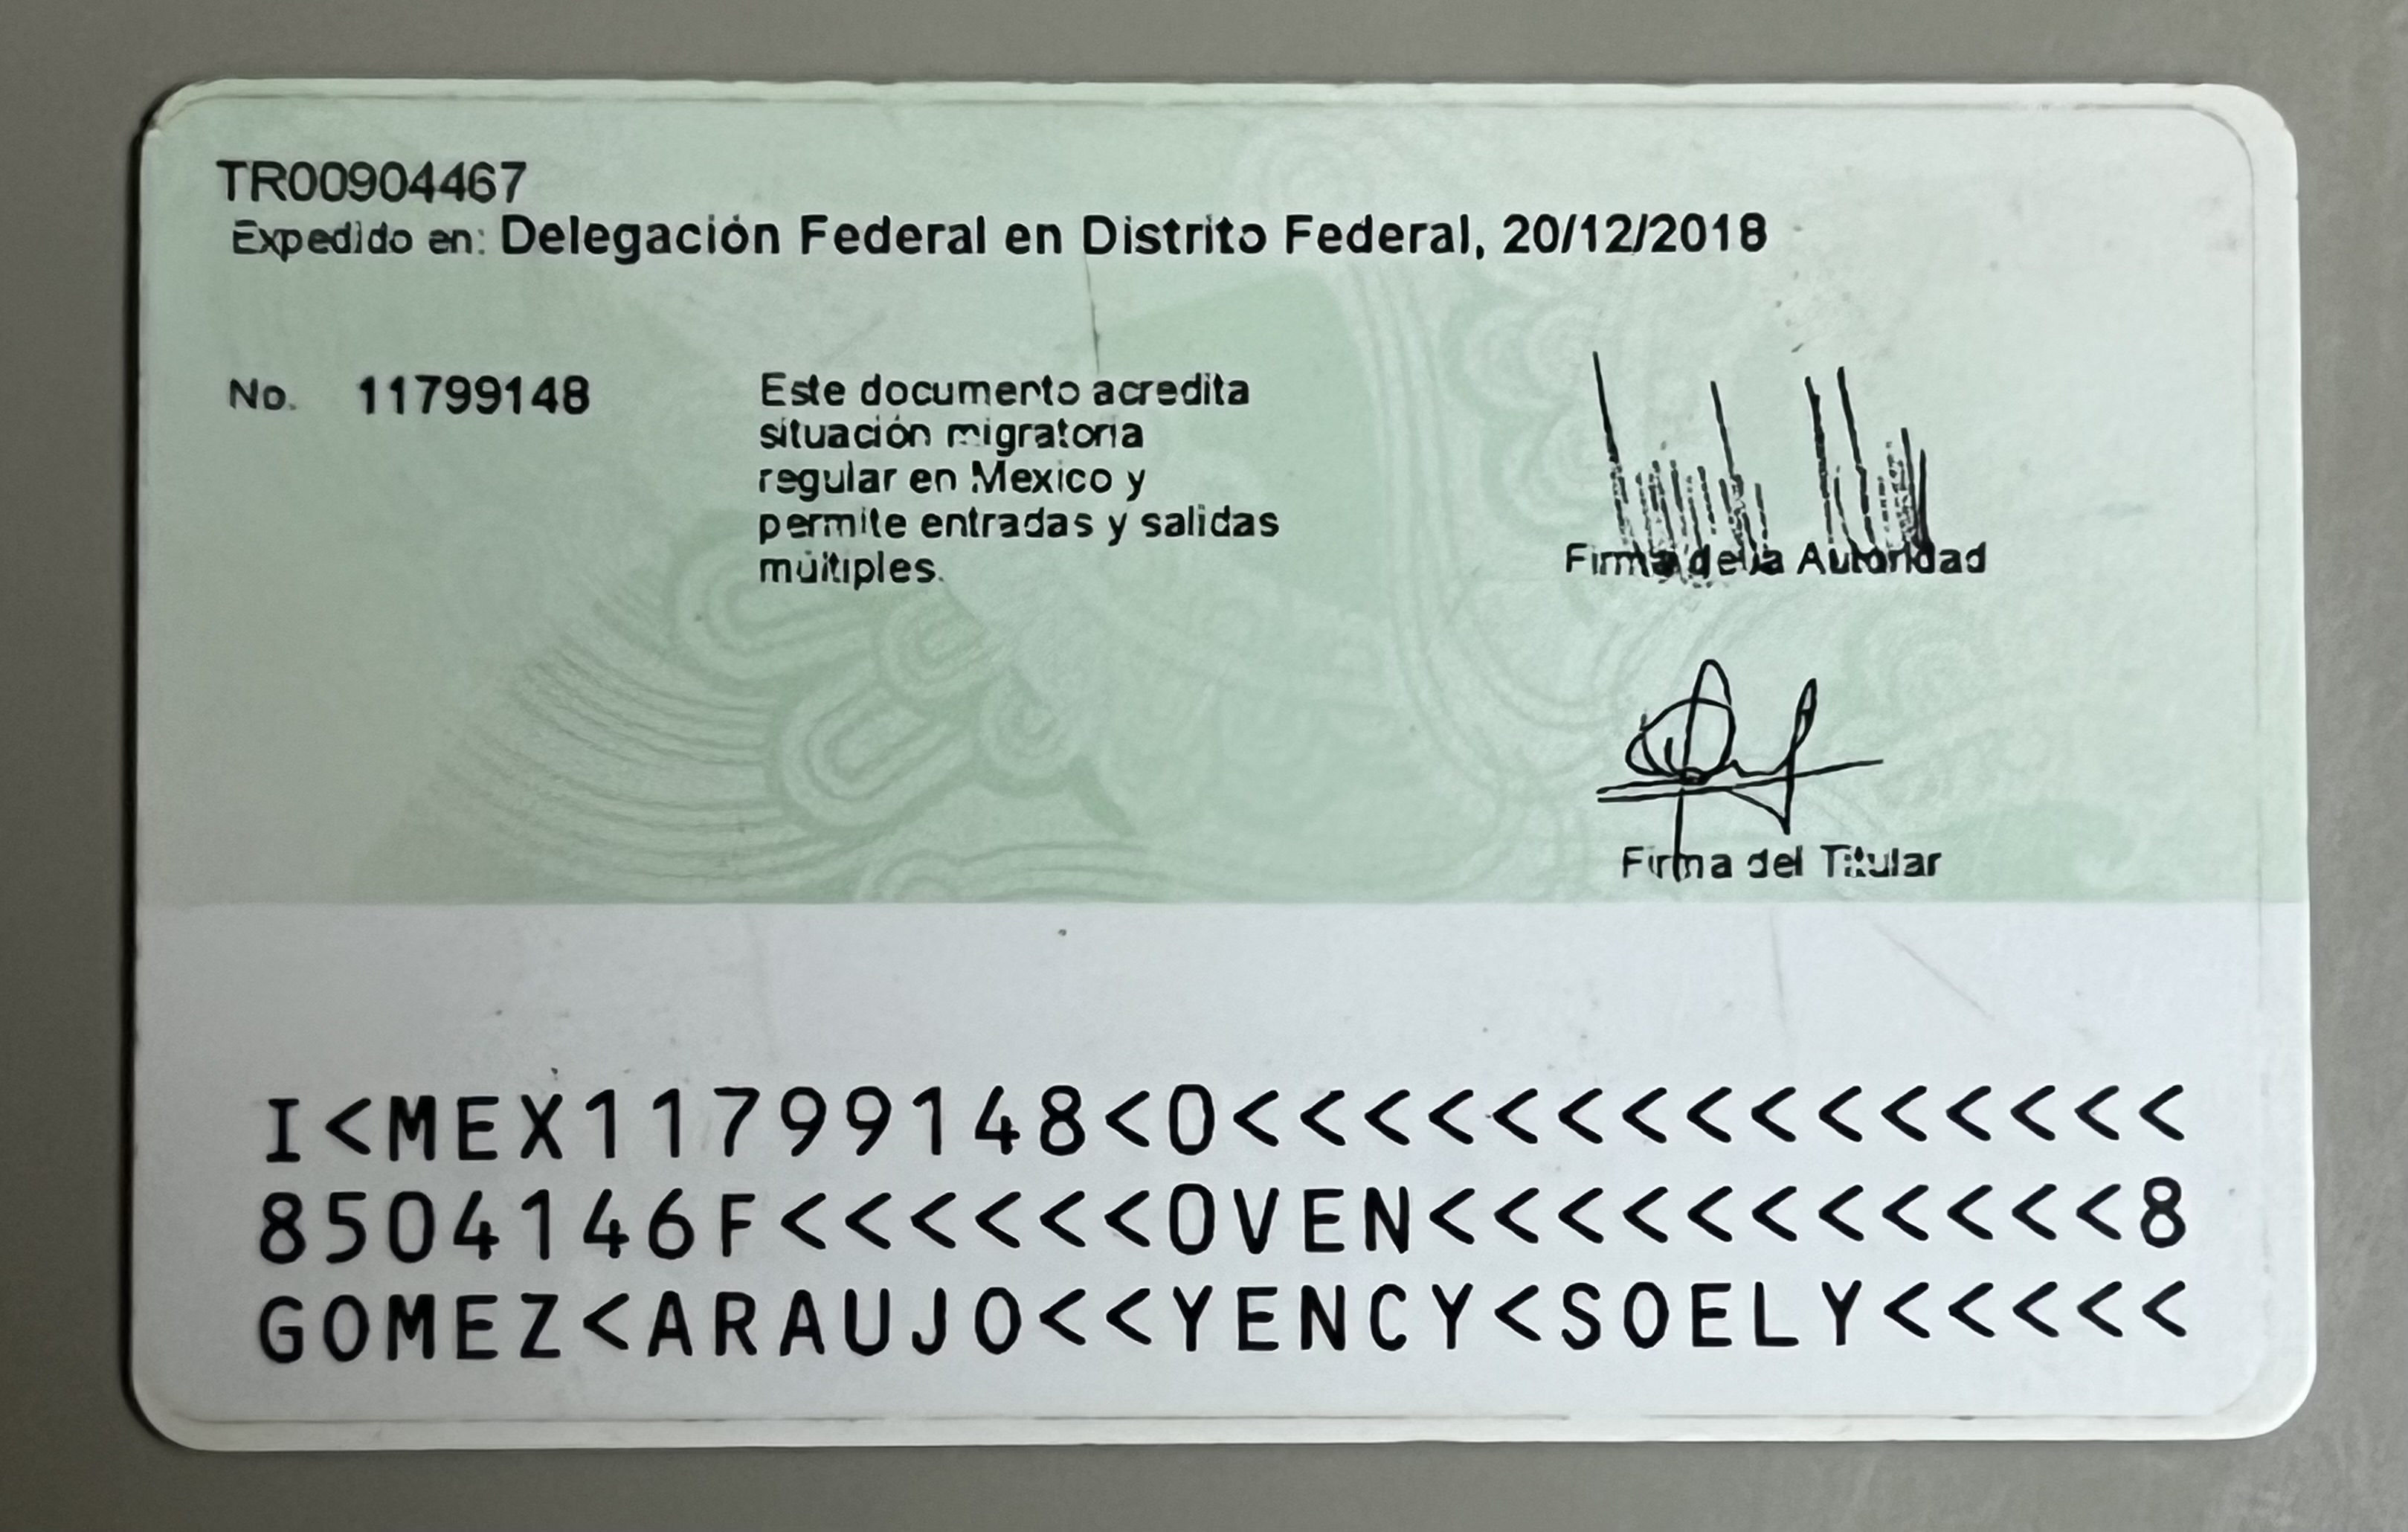 TR00904467
Expedido en: Delegación Federal en Distrito Federal, 20/12/2018
No. 11799148
Este documento acredita
situación migratoria
regular en Mexico y
permite entradas y salidas
múltiples.
Firma de la Autoridad
Firma del Titular
I<MEX11799148<0<<<<<<<<<<<<<<<
8504146F<<<<<<0VEN<<<<<<<<<<<8
GOMEZ<ARAUJO<<YENCY<SOELY<<<<<